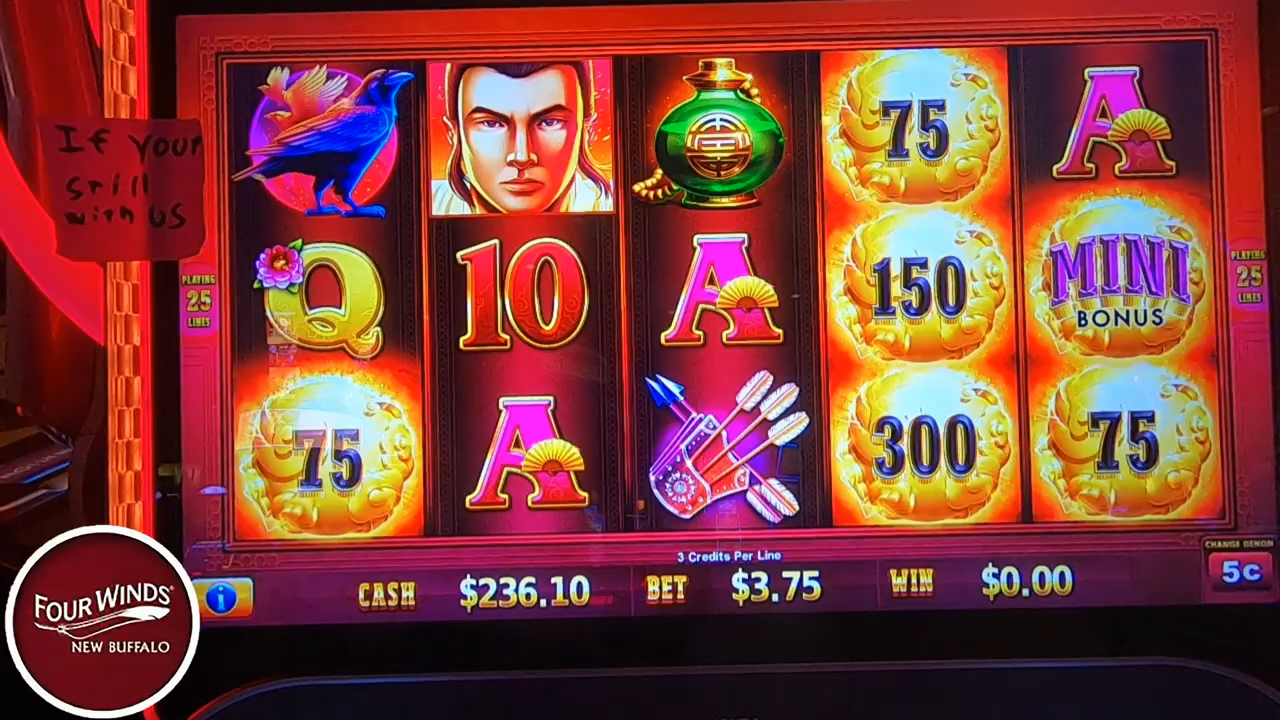 If your
still
with us
75
A
MINI
BONUS
Q
10
A
150
PLAYING
25
LINES
PLAYING
25
LINES
75
A
300
75
3 Credits Per Line
CHANGE DENOM
5¢
i
CASH
$236.10
BET
$3.75
WIN
$0.00
FOUR WINDS®
NEW BUFFALO